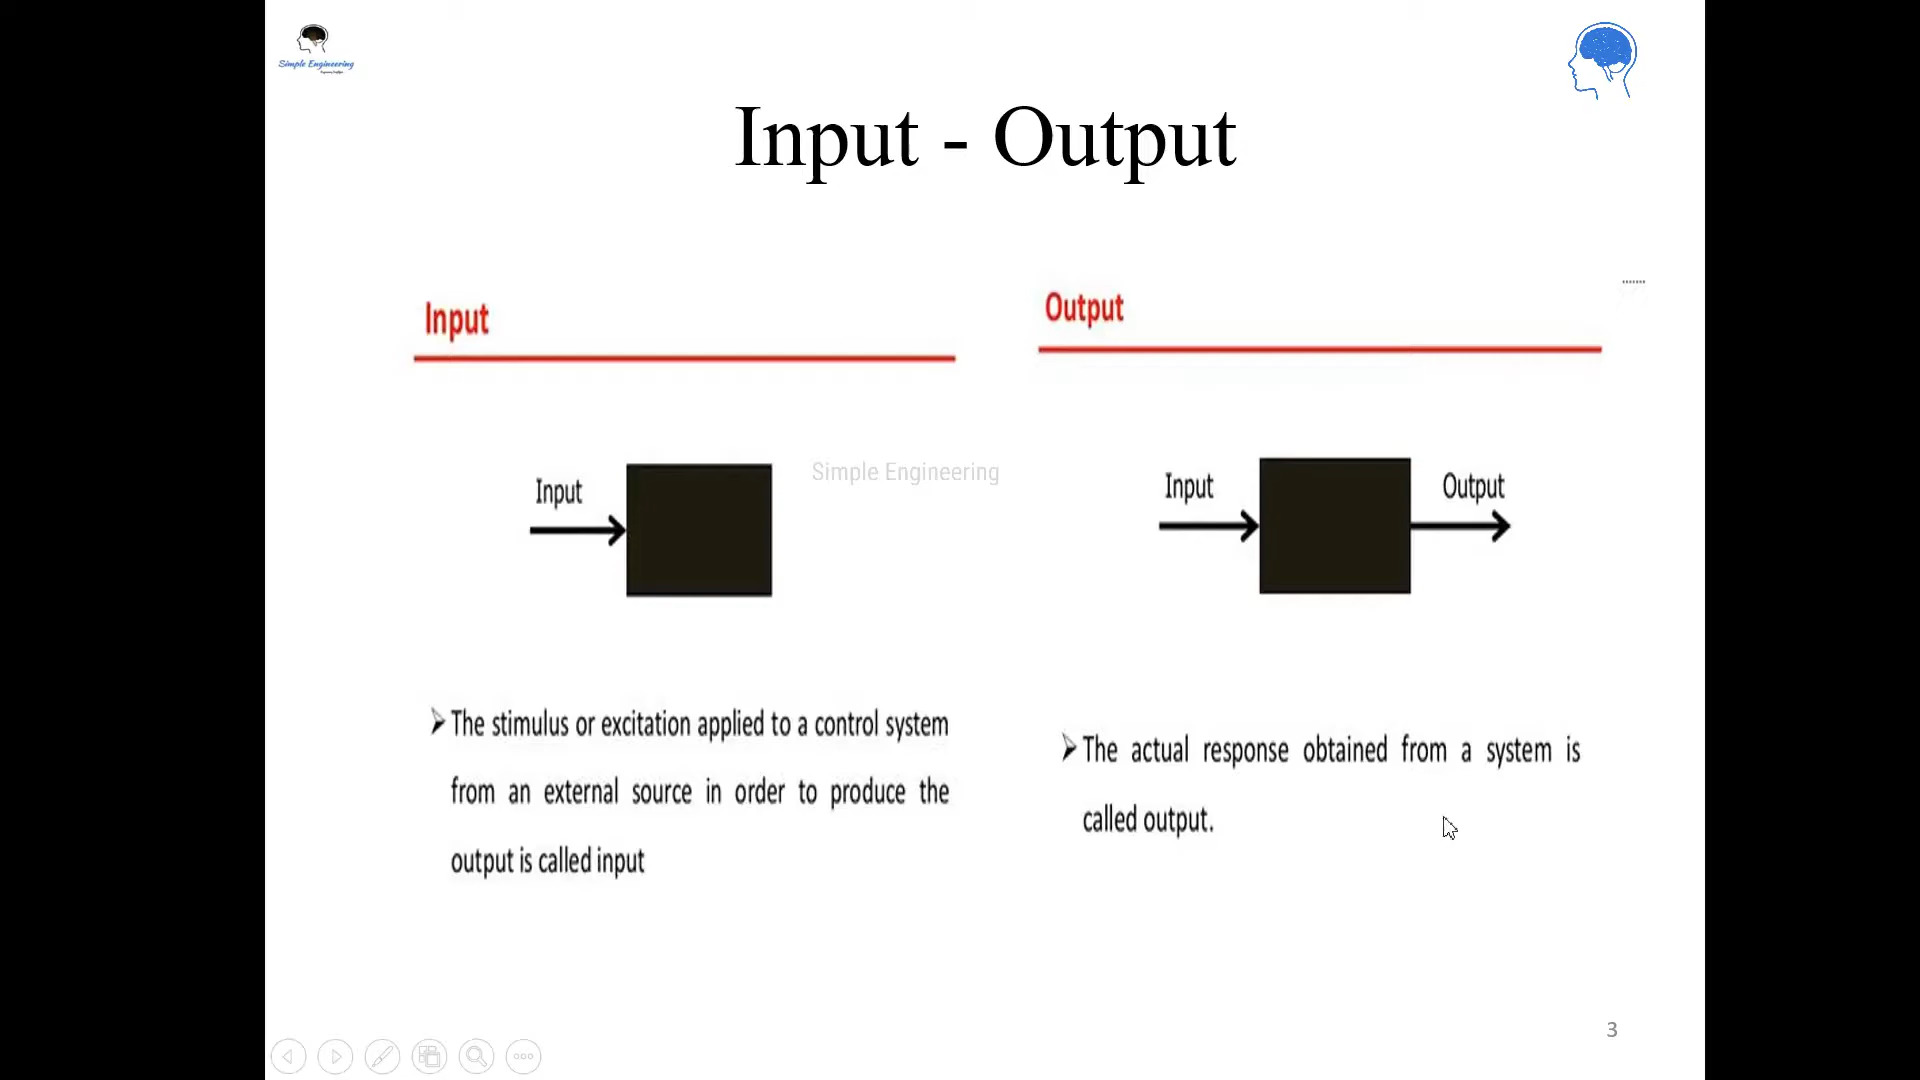 Simple Engineering
Input - Output
Input
Input
Simple Engineering
The stimulus or excitation applied to a control system
from an external source in order to produce the
output is called input
Output
Input
Output
The actual response obtained from a system is
called output.
3